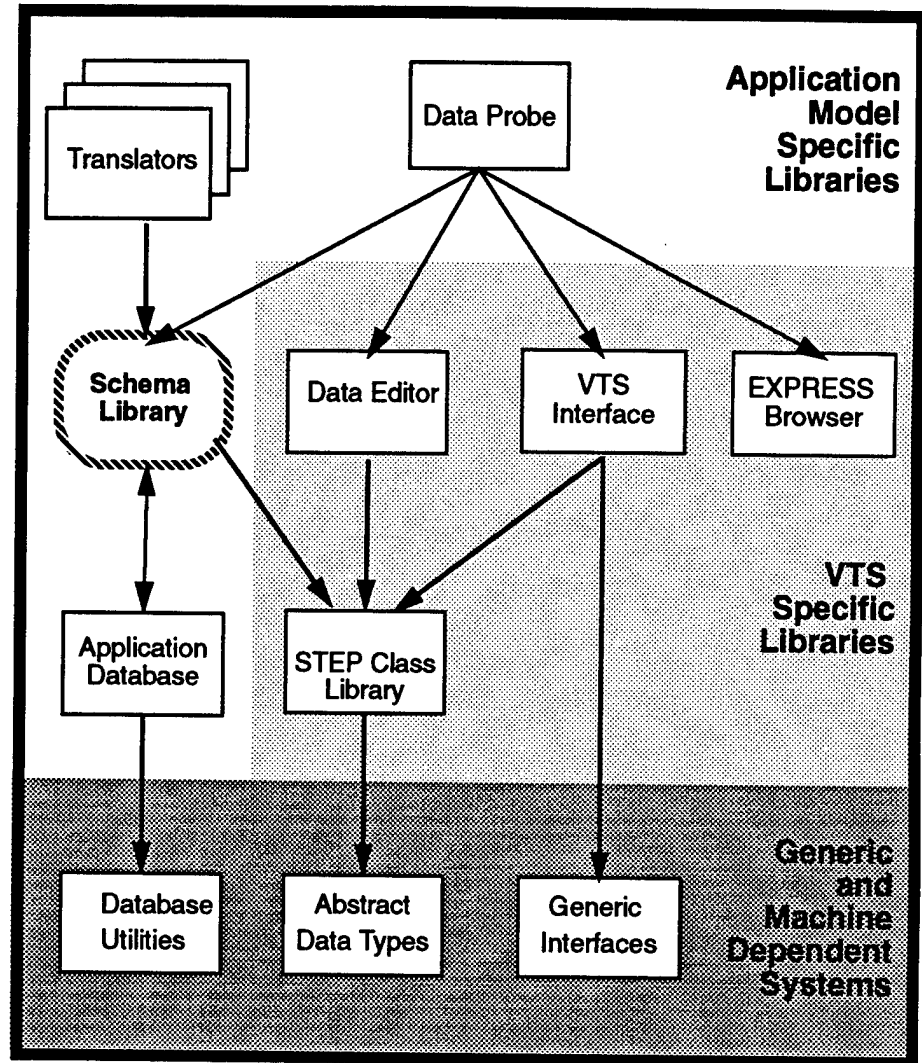 Application
Model
Specific
Libraries
Data Probe
Translators
Schema
Library
Data Editor
VTS
Interface
EXPRESS
Browser
VTS
Specific
Libraries
Application
Database
STEP Class
Library
Generic
and
Machine
Dependent
Systems
Database
Utilities
Abstract
Data Types
Generic
Interfaces